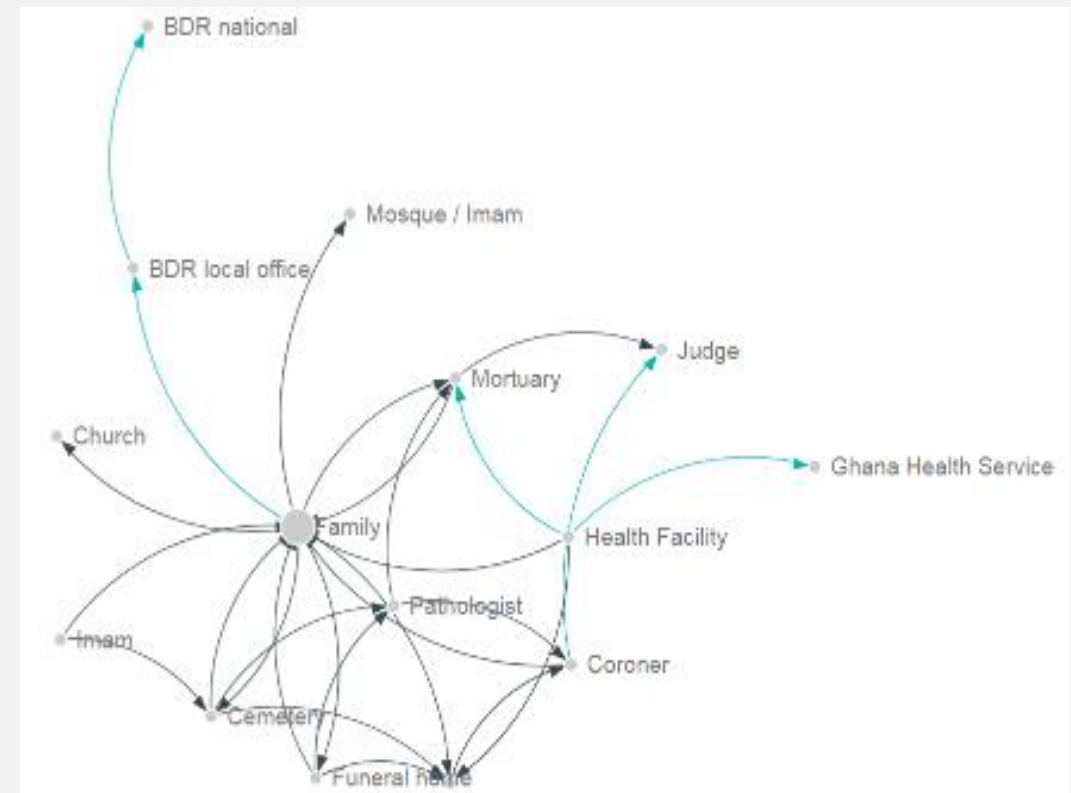 BDR national
Mosque / Imam
BDR local office
Judge
Mortuary
Church
Ghana Health Service
Family
Health Facility
Pathologist
Imam
Coroner
Cemetery
Funeral home